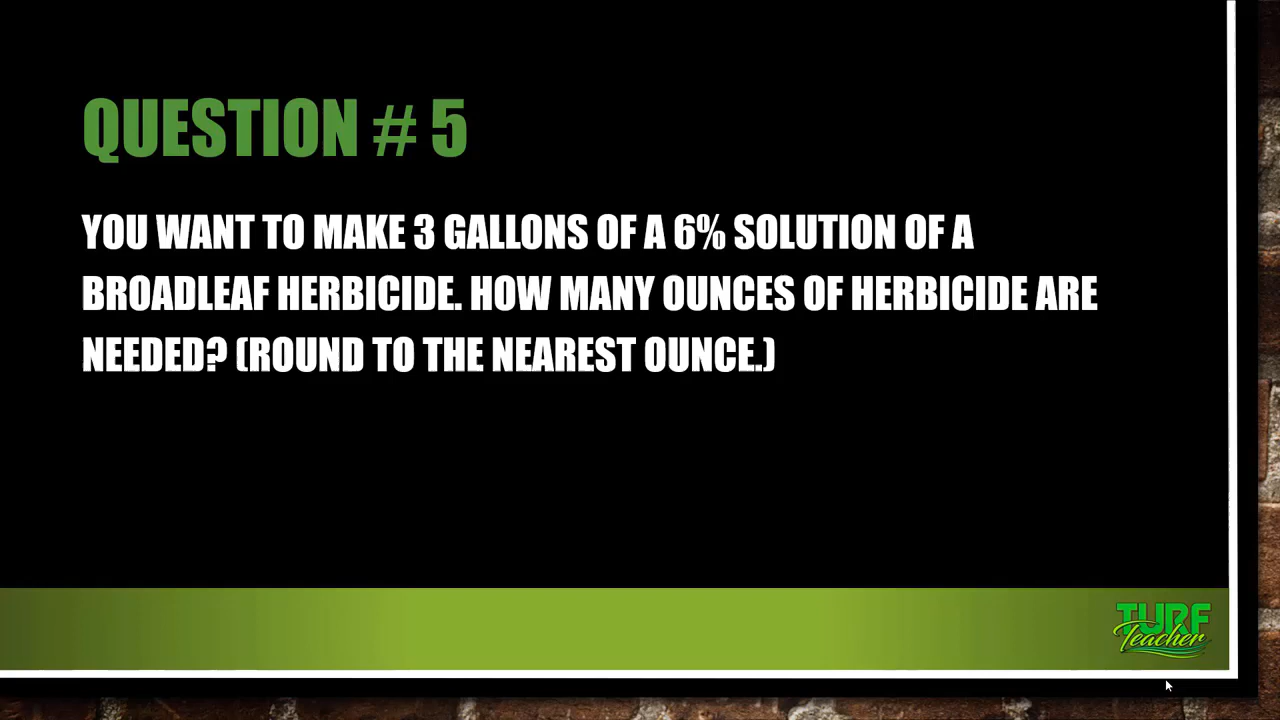 QUESTION # 5
YOU WANT TO MAKE 3 GALLONS OF A 6% SOLUTION OF A
BROADLEAF HERBICIDE. HOW MANY OUNCES OF HERBICIDE ARE
NEEDED? (ROUND TO THE NEAREST OUNCE.)
TURF
Teacher